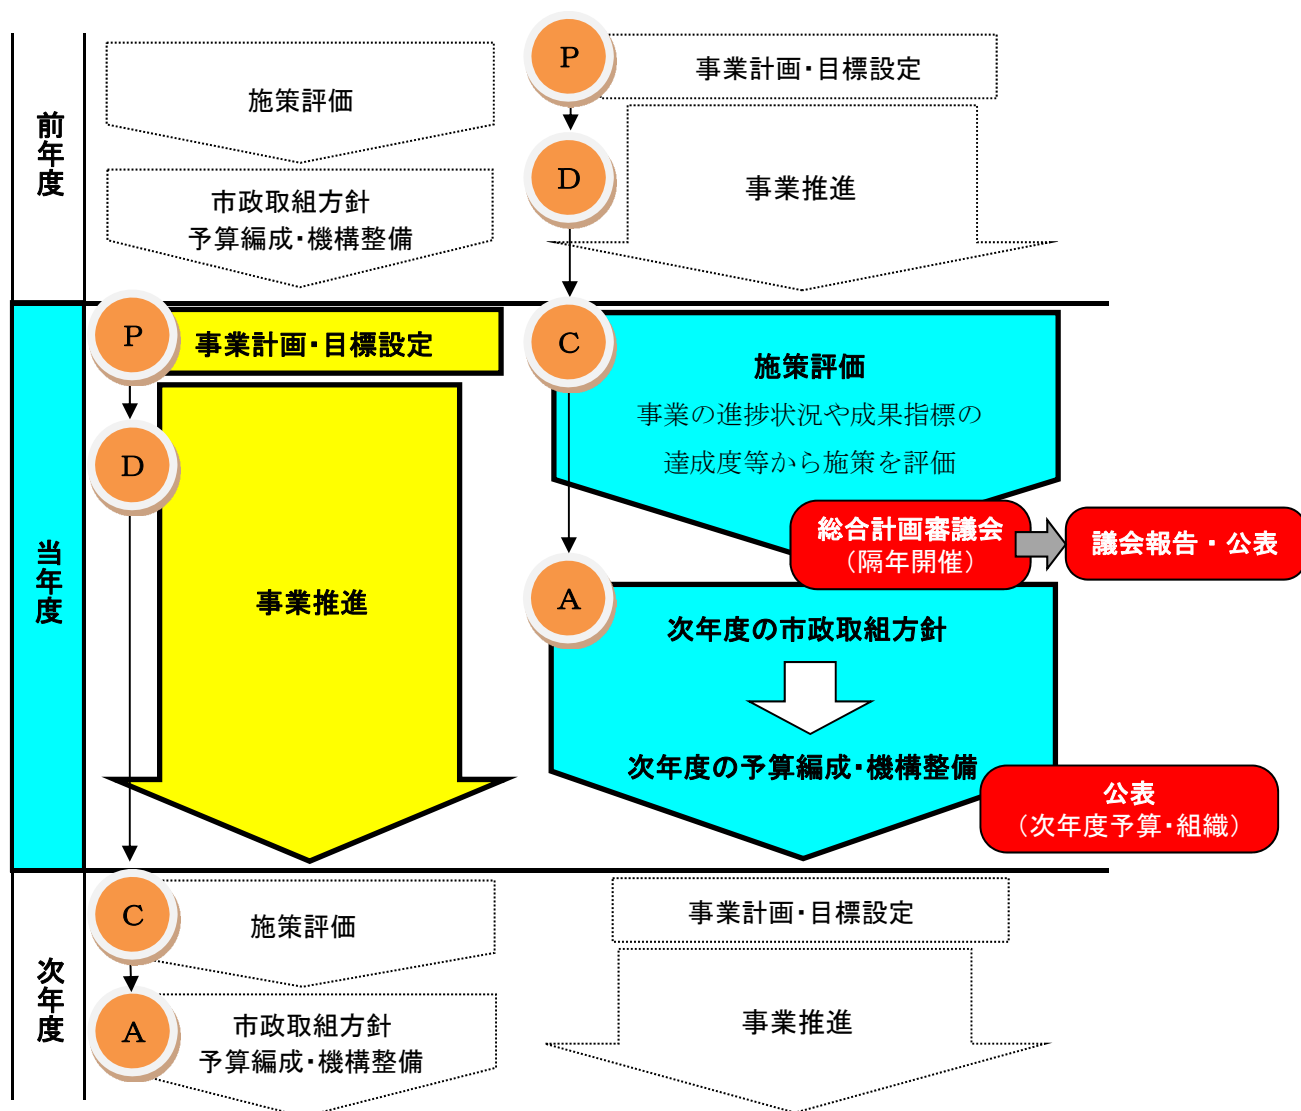 前年度
施策評価
市政取組方針
予算編成・機構整備
P
事業計画・目標設定
D
事業推進
当年度
P
事業計画・目標設定
D
事業推進
C
施策評価
事業の進捗状況や成果指標の
達成度等から施策を評価
総合計画審議会
（隔年開催）
議会報告・公表
A
次年度の市政取組方針
次年度の予算編成・機構整備
公表
（次年度予算・組織）
次年度
C
施策評価
A
市政取組方針
予算編成・機構整備
事業計画・目標設定
事業推進